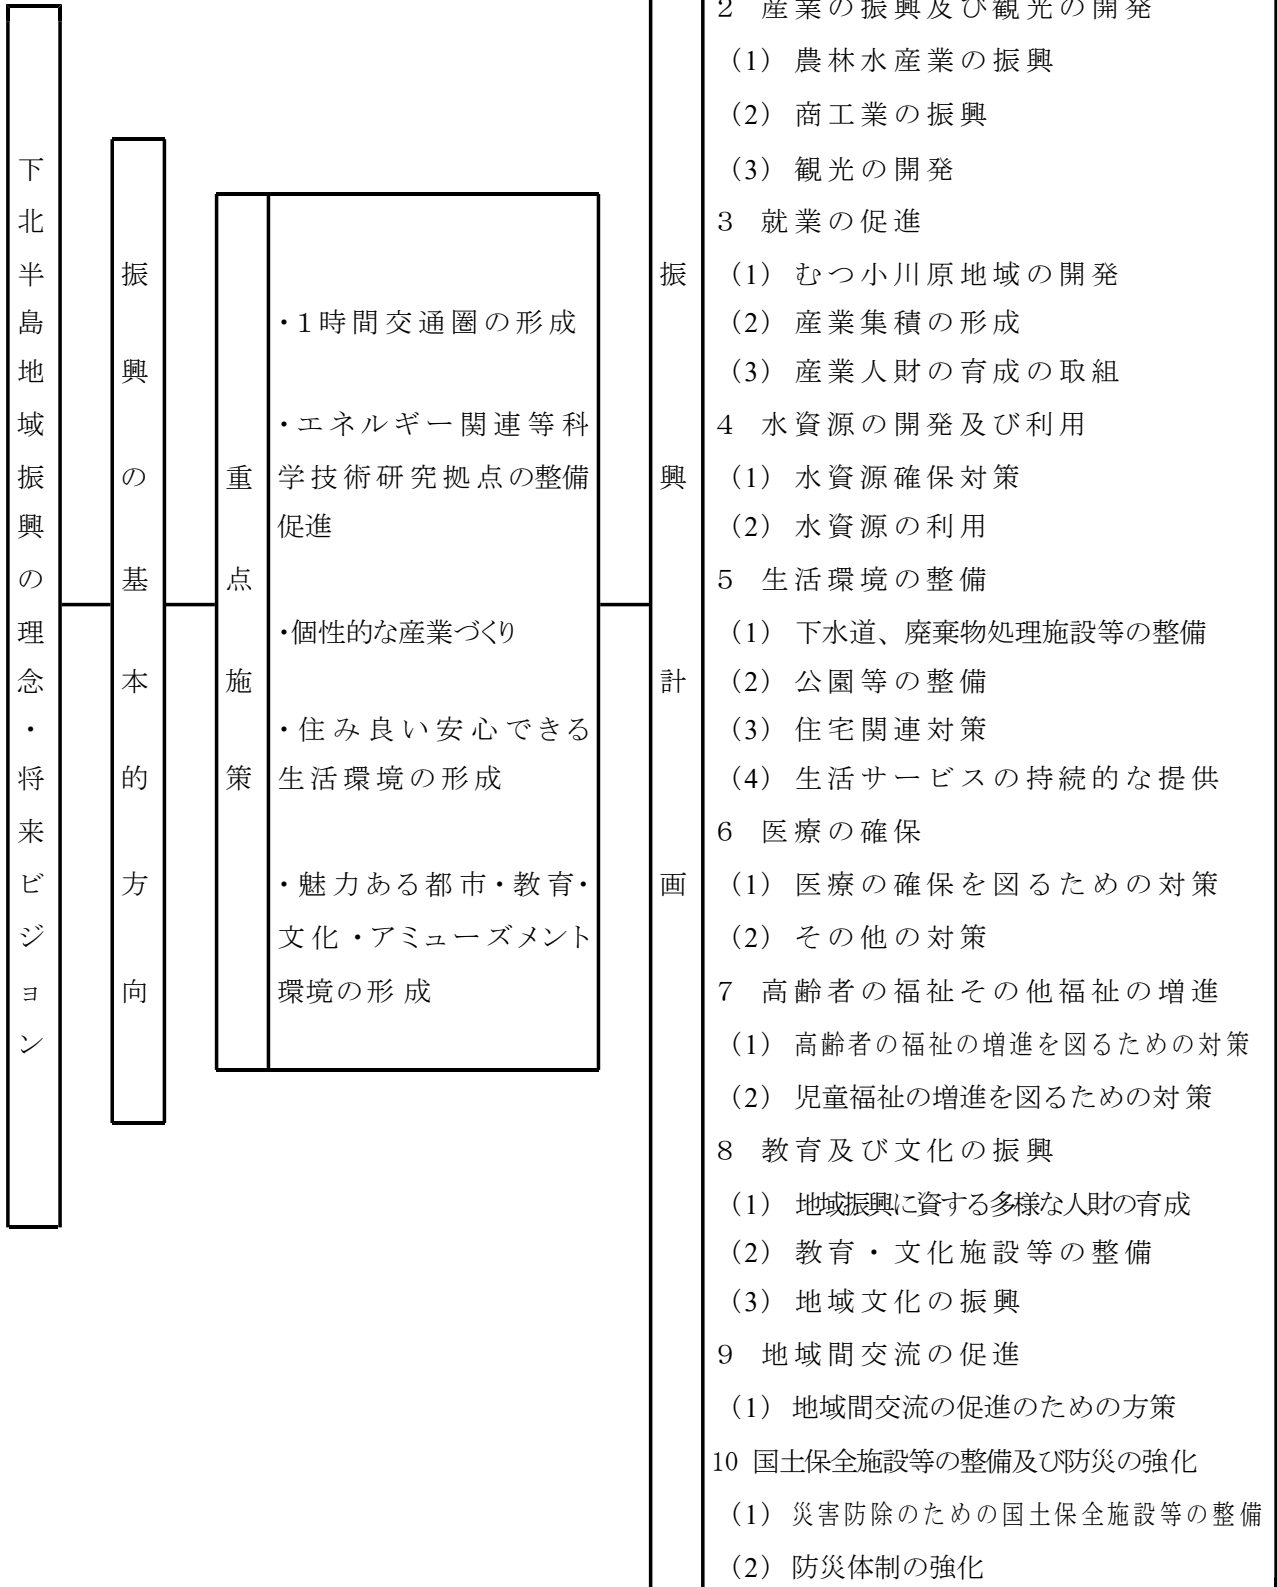 下北半島地域振興の理念・将来ビジョン
振興の基本的方向
重点施策
・1時間交通圏の形成
・エネルギー関連等科
学技術研究拠点の整備
促進
・個性的な産業づくり
・住み良い安心できる
生活環境の形成
・魅力ある都市・教育・
文化・アミューズメント
環境の形成
振興計画
2 産業の振興及び観光の開発
(1) 農林水産業の振興
(2) 商工業の振興
(3) 観光の開発
3 就業の促進
(1) むつ小川原地域の開発
(2) 産業集積の形成
(3) 産業人財の育成の取組
4 水資源の開発及び利用
(1) 水資源確保対策
(2) 水資源の利用
5 生活環境の整備
(1) 下水道、廃棄物処理施設等の整備
(2) 公園等の整備
(3) 住宅関連対策
(4) 生活サービスの持続的な提供
6 医療の確保
(1) 医療の確保を図るための対策
(2) その他の対策
7 高齢者の福祉その他福祉の増進
(1) 高齢者の福祉の増進を図るための対策
(2) 児童福祉の増進を図るための対策
8 教育及び文化の振興
(1) 地域振興に資する多様な人財の育成
(2) 教育・文化施設等の整備
(3) 地域文化の振興
9 地域間交流の促進
(1) 地域間交流の促進のための方策
10 国土保全施設等の整備及び防災の強化
(1) 災害防除のための国土保全施設等の整備
(2) 防災体制の強化